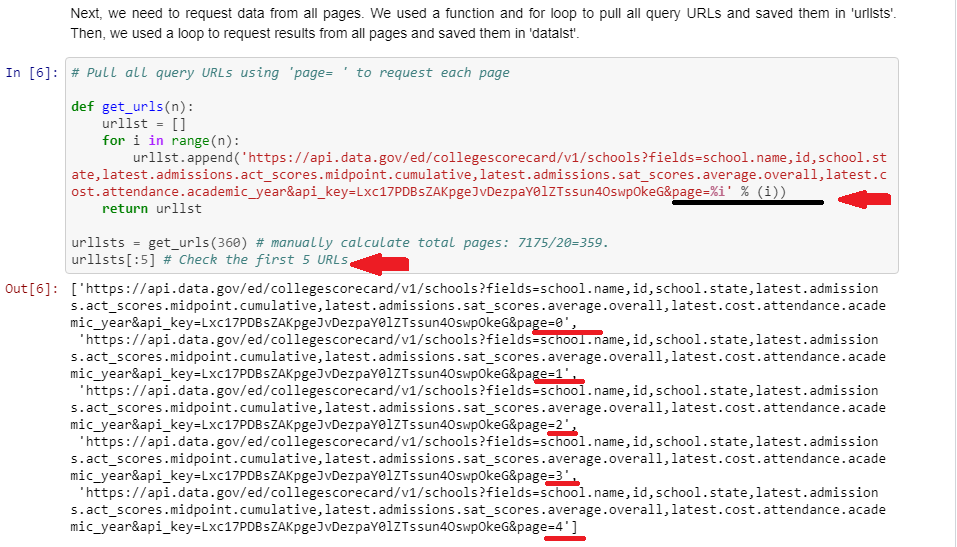 Next, we need to request data from all pages. We used a function and for loop to pull all query URLs and saved them in 'urllsts'.
Then, we used a loop to request results from all pages and saved them in 'datalst'.
In [6]: # Pull all query URLs using 'page= ' to request each page
def get_urls(n):
urllst = []
for i in range(n):
urllst.append('https://api.data.gov/ed/collegescorecard/v1/schools?fields=school.name,id,school.st
ate,latest.admissions.act_scores.midpoint.cumulative,latest.admissions.sat_scores.average.overall,latest.c
ost.attendance.academic_year&api_key=Lxc17PDBsZAKpgeJvDezpaY0lZTssun4OswpOkeG&page=%i' % (i))
return urllst
urllsts = get_urls(360) # manually calculate total pages: 7175/20=359.
urllsts[:5] # Check the first 5 URLs
Out[6]: ['https://api.data.gov/ed/collegescorecard/v1/schools?fields=school.name,id,school.state,latest.admission
s.act_scores.midpoint.cumulative,latest.admissions.sat_scores.average.overall,latest.cost.attendance.acade
mic_year&api_key=Lxc17PDBsZAKpgeJvDezpaY0lZTssun4OswpOkeG&page=0',
'https://api.data.gov/ed/collegescorecard/v1/schools?fields=school.name,id,school.state,latest.admission
s.act_scores.midpoint.cumulative,latest.admissions.sat_scores.average.overall,latest.cost.attendance.acade
mic_year&api_key=Lxc17PDBsZAKpgeJvDezpaY0lZTssun4OswpOkeG&page=1',
'https://api.data.gov/ed/collegescorecard/v1/schools?fields=school.name,id,school.state,latest.admission
s.act_scores.midpoint.cumulative,latest.admissions.sat_scores.average.overall,latest.cost.attendance.acade
mic_year&api_key=Lxc17PDBsZAKpgeJvDezpaY0lZTssun4OswpOkeG&page=2',
'https://api.data.gov/ed/collegescorecard/v1/schools?fields=school.name,id,school.state,latest.admission
s.act_scores.midpoint.cumulative,latest.admissions.sat_scores.average.overall,latest.cost.attendance.acade
mic_year&api_key=Lxc17PDBsZAKpgeJvDezpaY0lZTssun4OswpOkeG&page=3',
'https://api.data.gov/ed/collegescorecard/v1/schools?fields=school.name,id,school.state,latest.admission
s.act_scores.midpoint.cumulative,latest.admissions.sat_scores.average.overall,latest.cost.attendance.acade
mic_year&api_key=Lxc17PDBsZAKpgeJvDezpaY0lZTssun4OswpOkeG&page=4']